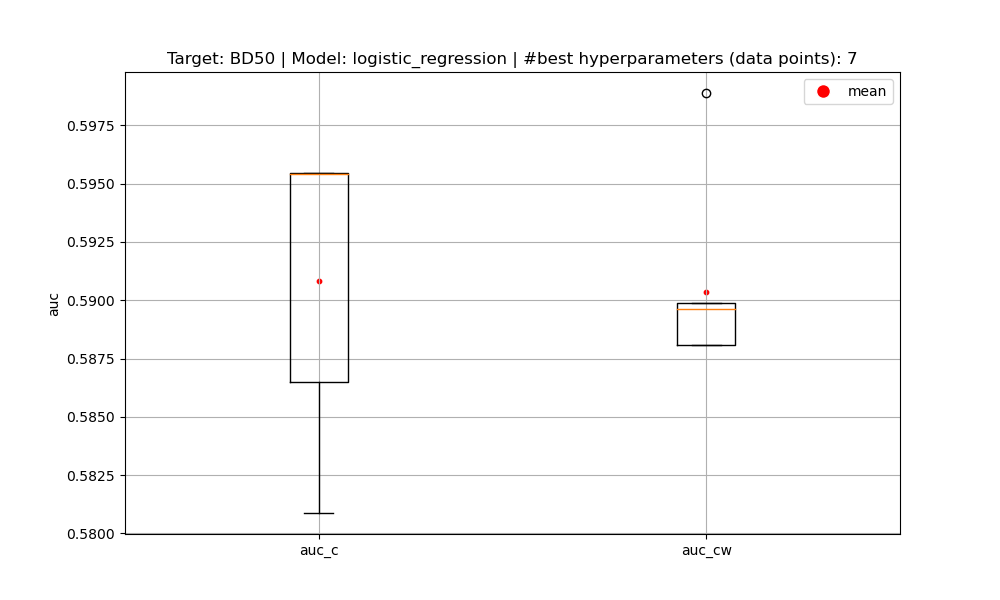 Target: BD50 | Model: logistic_regression | #best hyperparameters (data points): 7
mean
0.5975
0.5950
0.5925
0.5900
0.5875
0.5850
0.5825
0.5800
auc
auc_c
auc_cw